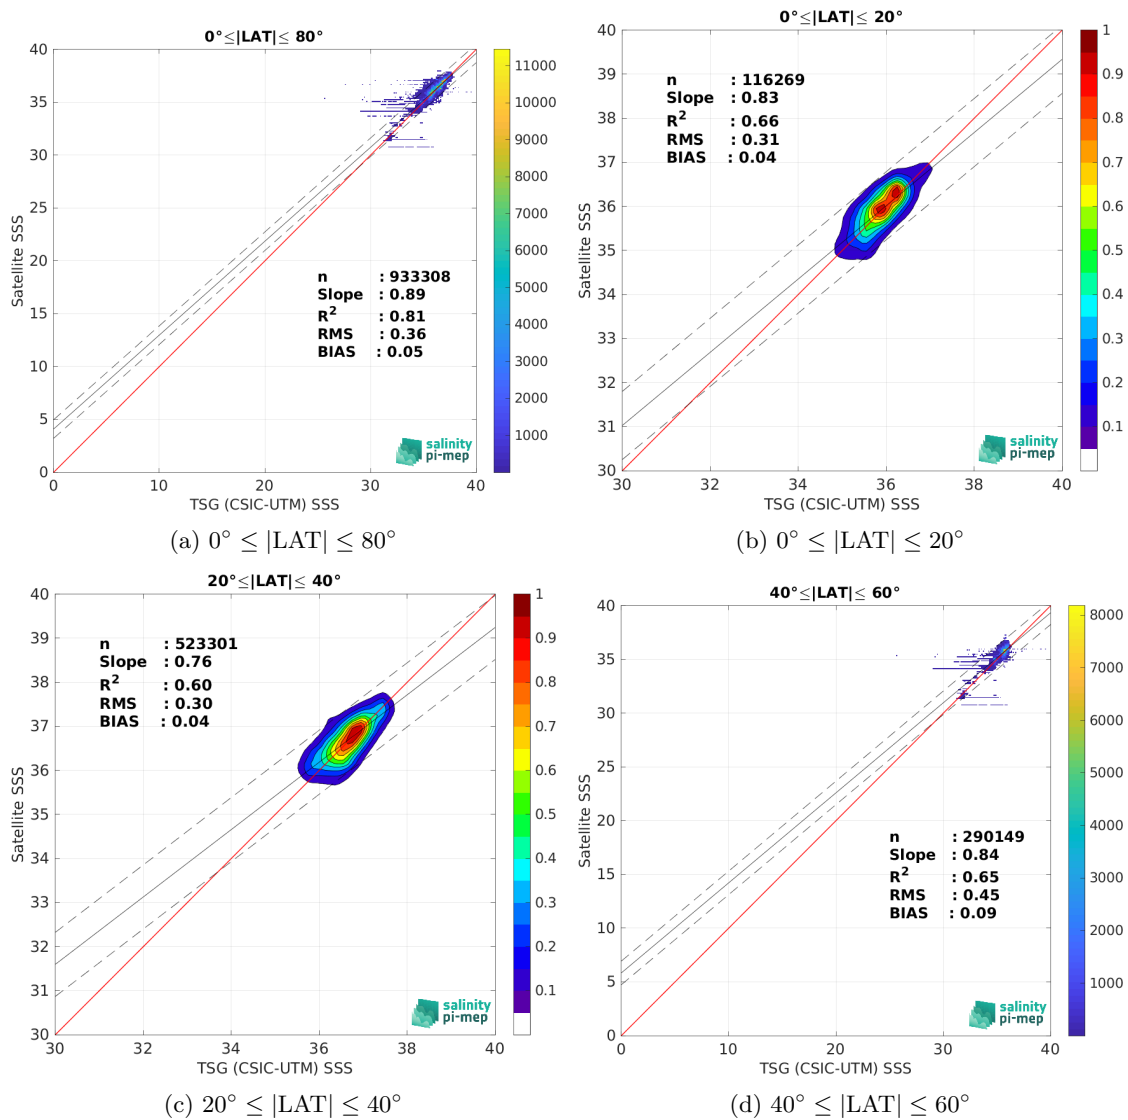 0°≤|LAT|≤ 80°
Satellite SSS
40
35
30
25
20
15
10
5
0
n : 933308
Slope : 0.89
R² : 0.81
RMS : 0.36
BIAS : 0.05
salinity
pi-mep
0 10 20 30 40
TSG (CSIC-UTM) SSS
11000
10000
9000
8000
7000
6000
5000
4000
3000
2000
1000
(a) 0° ≤ |LAT| ≤ 80°
0°≤|LAT|≤ 20°
Satellite SSS
40
39
38
37
36
35
34
33
32
31
30
n : 116269
Slope : 0.83
R² : 0.66
RMS : 0.31
BIAS : 0.04
salinity
pi-mep
30 32 34 36 38 40
TSG (CSIC-UTM) SSS
1
0.9
0.8
0.7
0.6
0.5
0.4
0.3
0.2
0.1
(b) 0° ≤ |LAT| ≤ 20°
20°≤|LAT|≤ 40°
Satellite SSS
40
39
38
37
36
35
34
33
32
31
30
n : 523301
Slope : 0.76
R² : 0.60
RMS : 0.30
BIAS : 0.04
salinity
pi-mep
30 32 34 36 38 40
TSG (CSIC-UTM) SSS
1
0.9
0.8
0.7
0.6
0.5
0.4
0.3
0.2
0.1
(c) 20° ≤ |LAT| ≤ 40°
40°≤|LAT|≤ 60°
Satellite SSS
40
35
30
25
20
15
10
5
0
n : 290149
Slope : 0.84
R² : 0.65
RMS : 0.45
BIAS : 0.09
salinity
pi-mep
0 10 20 30 40
TSG (CSIC-UTM) SSS
8000
7000
6000
5000
4000
3000
2000
1000
(d) 40° ≤ |LAT| ≤ 60°